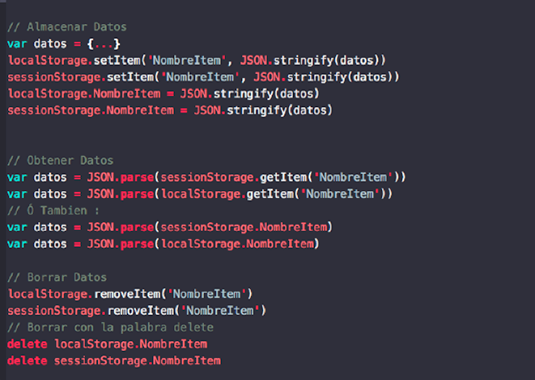 // Almacenar Datos
var datos = {...}
localStorage.setItem('NombreItem', JSON.stringify(datos))
sessionStorage.setItem('NombreItem', JSON.stringify(datos))
localStorage.NombreItem = JSON.stringify(datos)
sessionStorage.NombreItem = JSON.stringify(datos)
// Obtener Datos
var datos = JSON.parse(sessionStorage.getItem('NombreItem'))
var datos = JSON.parse(localStorage.getItem('NombreItem'))
// Ó Tambien :
var datos = JSON.parse(sessionStorage.NombreItem)
var datos = JSON.parse(localStorage.NombreItem)
// Borrar Datos
localStorage.removeItem('NombreItem')
sessionStorage.removeItem('NombreItem')
// Borrar con la palabra delete
delete localStorage.NombreItem
delete sessionStorage.NombreItem